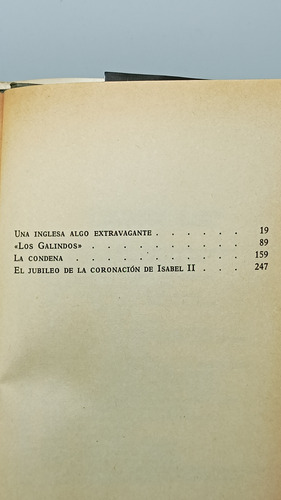 UNA INGLESA ALGO EXTRAVAGANTE . . . . . . 19
«LOS GALINDOS» . . . . . . . . . . 89
LA CONDENA . . . . . . . . . . . 159
EL JUBILEO DE LA CORONACIÓN DE ISABEL II . . . 247